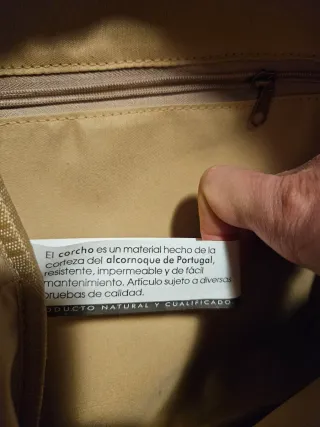 El corcho es un material hecho de la
corteza del alcornoque de Portugal,
resistente, impermeable y de fácil
mantenimiento. Artículo sujeto a diversas
pruebas de calidad.
ODUCTO NATURAL Y CUALIFICADO